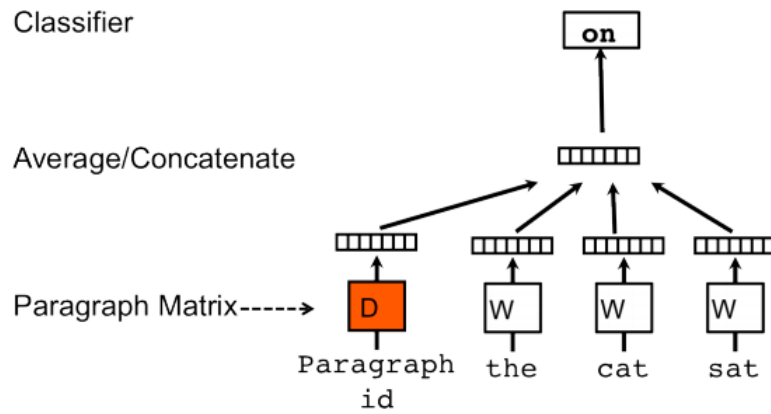 Classifier
on
Average/Concatenate
Paragraph Matrix
D
W
W
W
Paragraph
id
the
cat
sat